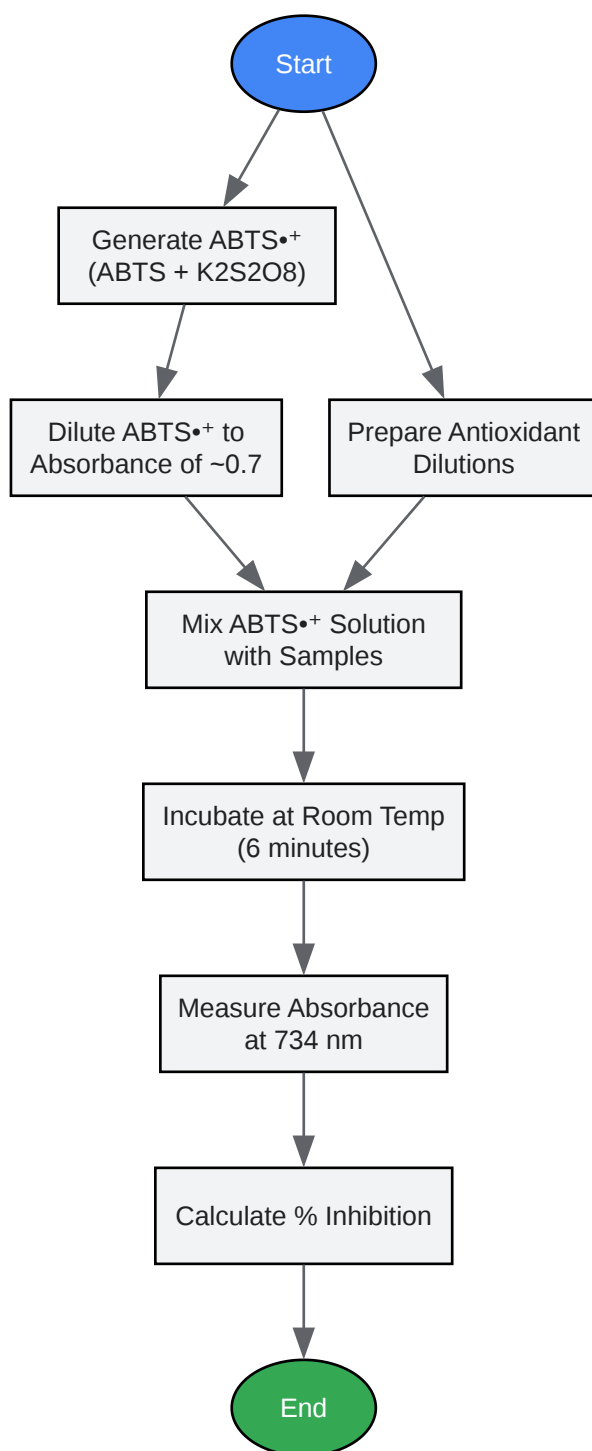 Start
Generate ABTS•⁺
(ABTS + K2S2O8)
Dilute ABTS•⁺ to
Absorbance of ~0.7
Prepare Antioxidant
Dilutions
Mix ABTS•⁺ Solution
with Samples
Incubate at Room Temp
(6 minutes)
Measure Absorbance
at 734 nm
Calculate % Inhibition
End